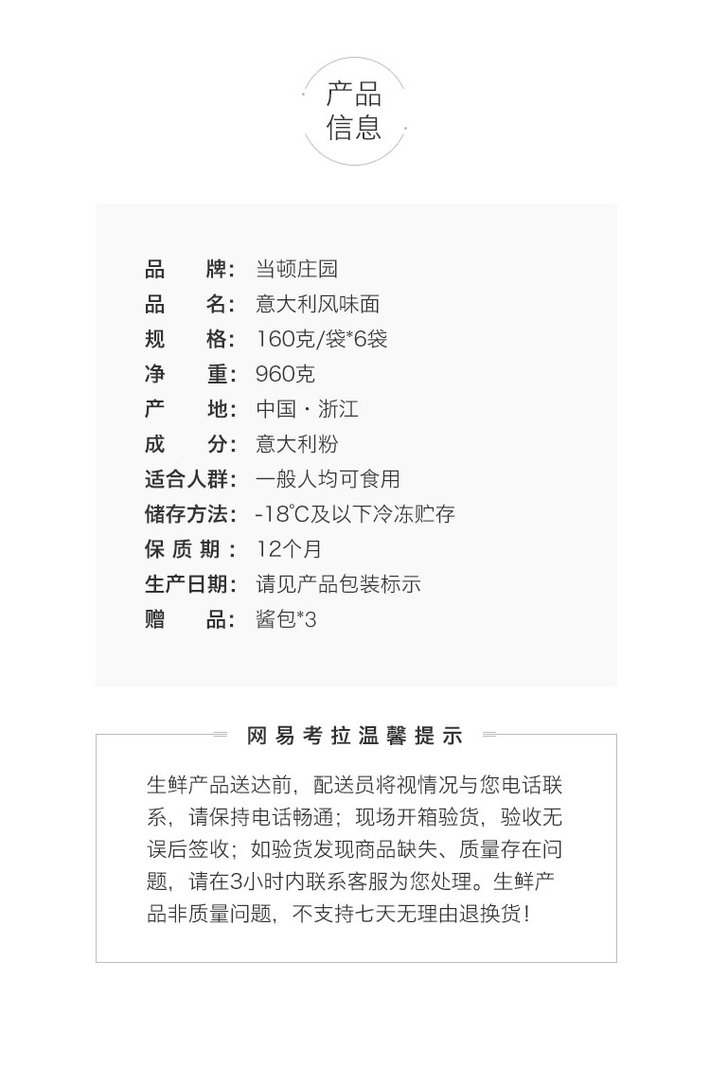 产品
信息
品 牌： 当顿庄园
品 名： 意大利风味面
规 格： 160克/袋*6袋
净 重： 960克
产 地： 中国·浙江
成 分： 意大利粉
适合人群： 一般人均可食用
储存方法： -18℃及以下冷冻贮存
保 质 期 ： 12个月
生产日期： 请见产品包装标示
赠 品： 酱包*3
网易考拉温馨提示
生鲜产品送达前，配送员将视情况与您电话联
系，请保持电话畅通；现场开箱验货，验收无
误后签收；如验货发现商品缺失、质量存在问
题，请在3小时内联系客服为您处理。生鲜产
品非质量问题，不支持七天无理由退换货！